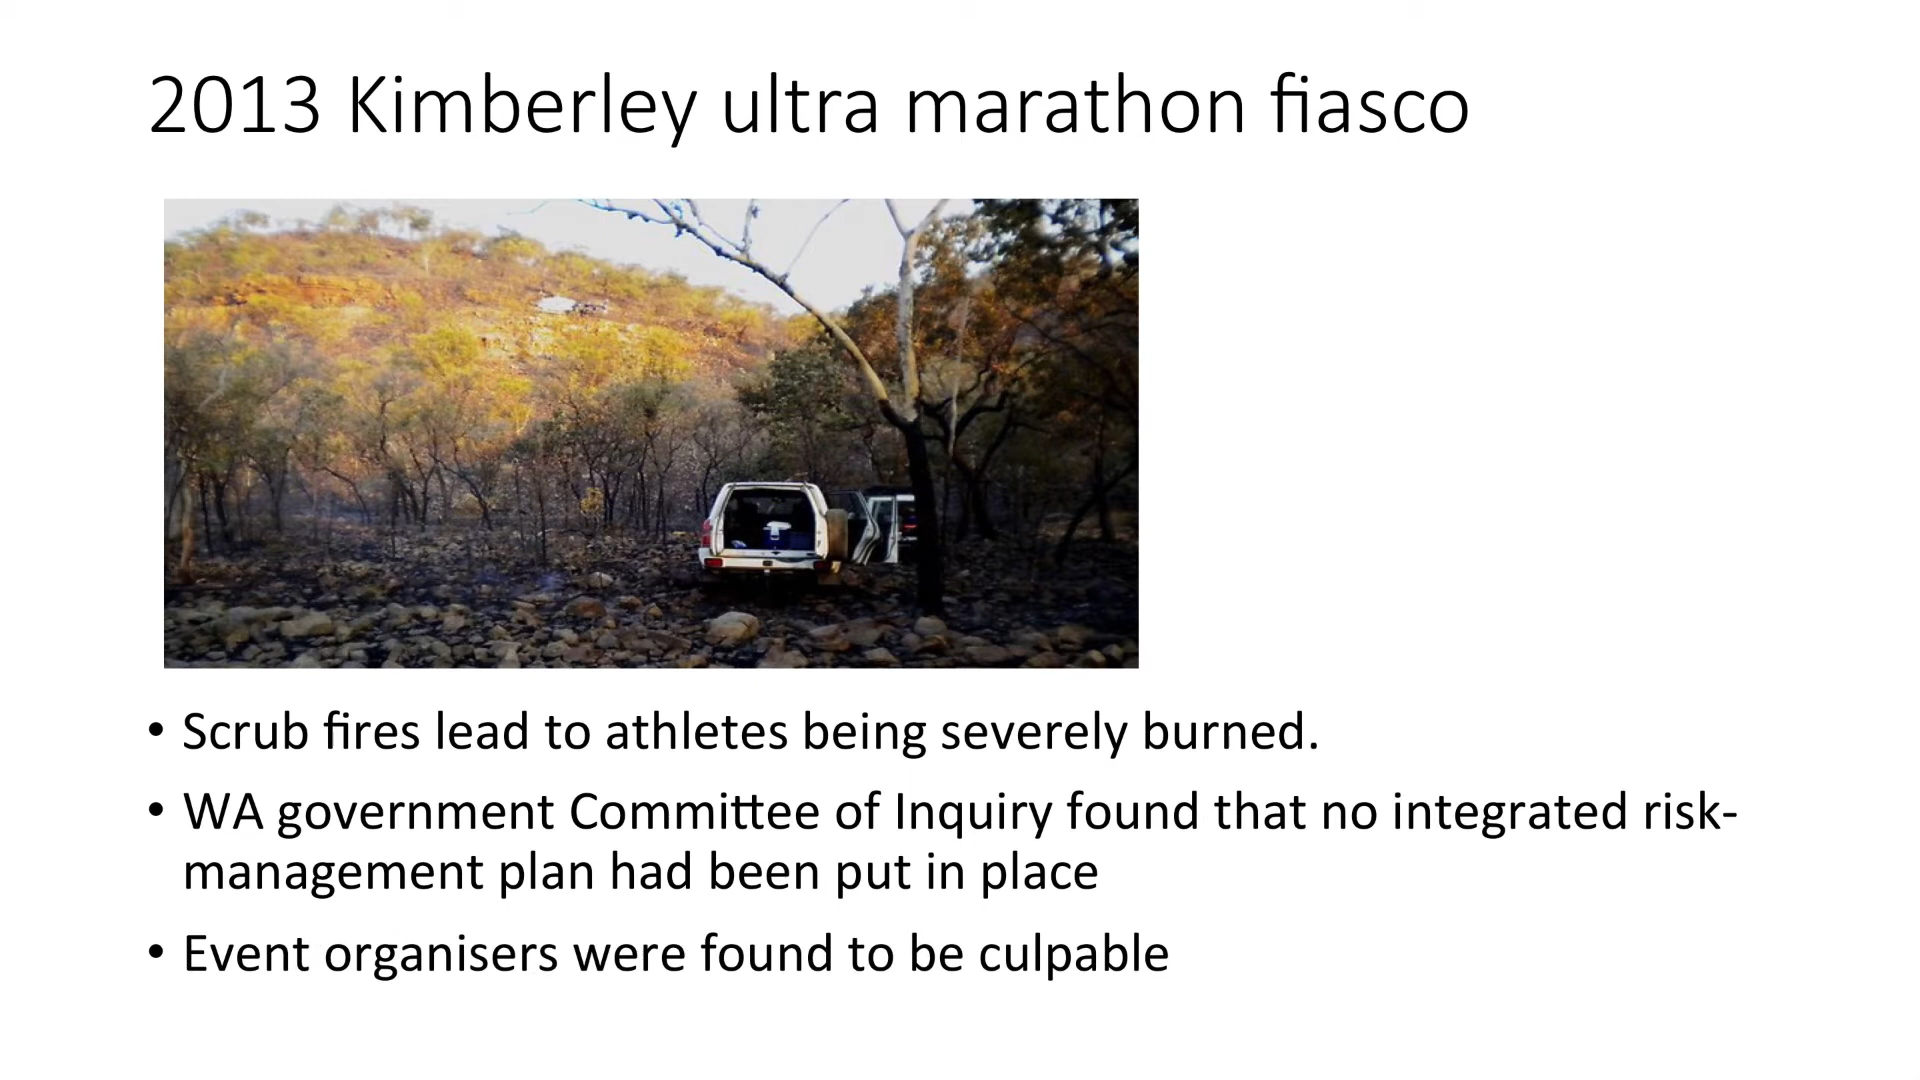 2013 Kimberley ultra marathon fiasco
• Scrub fires lead to athletes being severely burned.
• WA government Committee of Inquiry found that no integrated risk-
management plan had been put in place
• Event organisers were found to be culpable